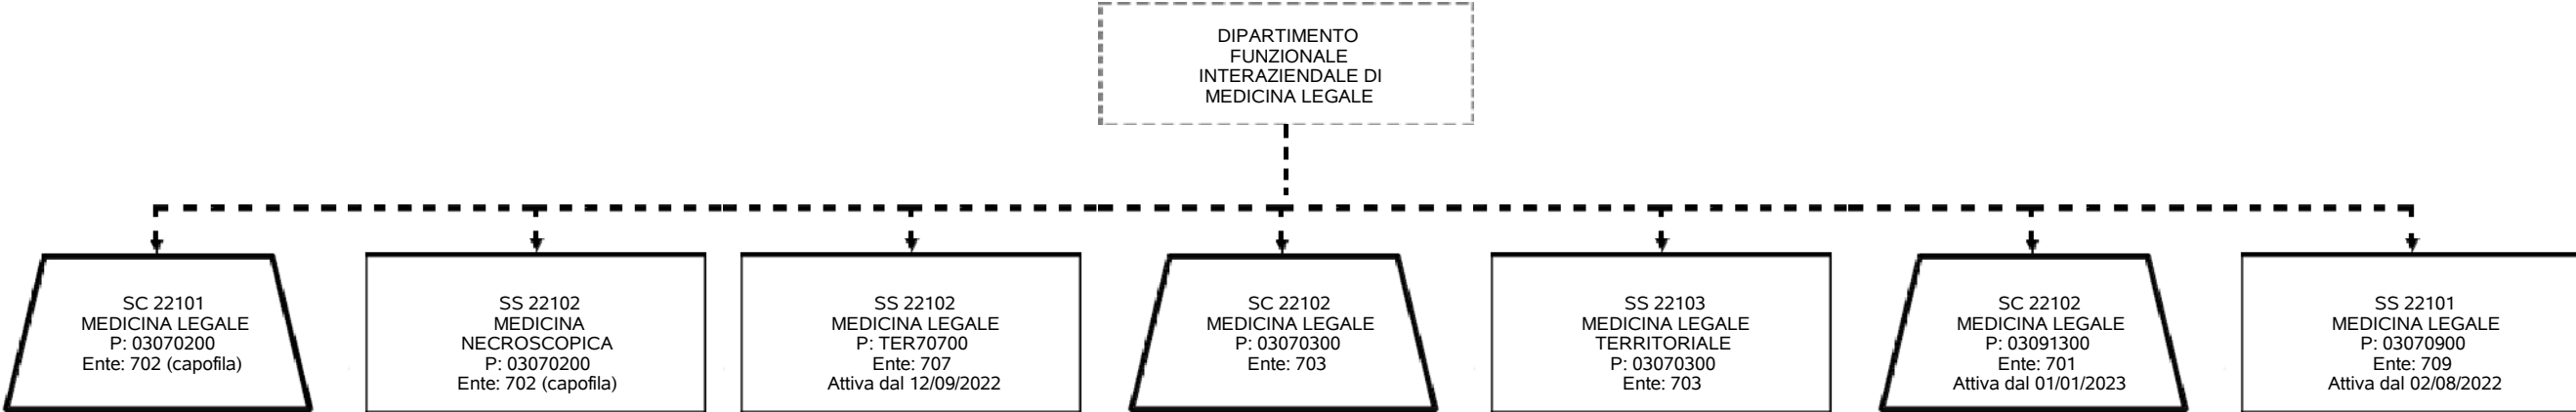 DIPARTIMENTO
FUNZIONALE
INTERAZIENDALE DI
MEDICINA LEGALE
SC 22101
MEDICINA LEGALE
P: 03070200
Ente: 702 (capofila)
SS 22102
MEDICINA
NECROSCOPICA
P: 03070200
Ente: 702 (capofila)
SS 22102
MEDICINA LEGALE
P: TER70700
Ente: 707
Attiva dal 12/09/2022
SC 22102
MEDICINA LEGALE
P: 03070300
Ente: 703
SS 22103
MEDICINA LEGALE
TERRITORIALE
P: 03070300
Ente: 703
SC 22102
MEDICINA LEGALE
P: 03091300
Ente: 701
Attiva dal 01/01/2023
SS 22101
MEDICINA LEGALE
P: 03070900
Ente: 709
Attiva dal 02/08/2022